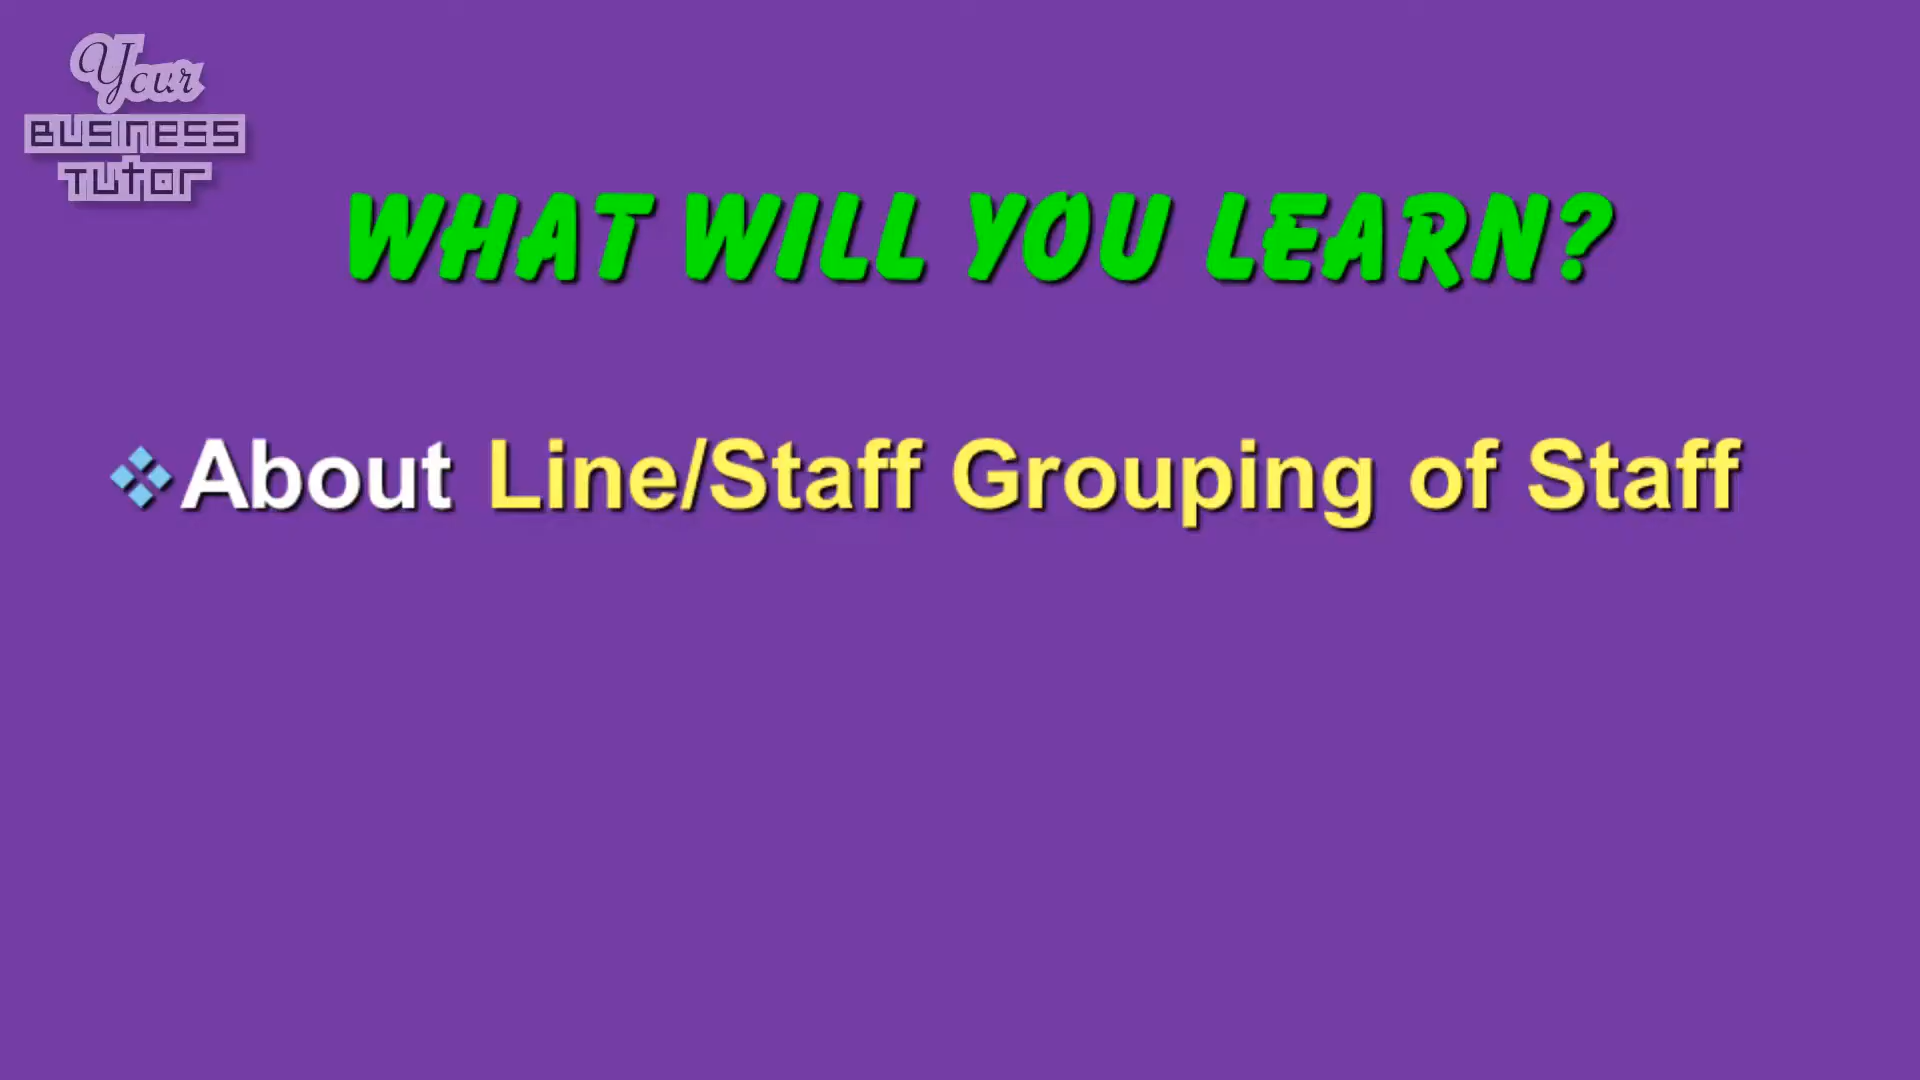 Your
BUSINESS
TUTOR
WHAT WILL YOU LEARN?
About Line/Staff Grouping of Staff